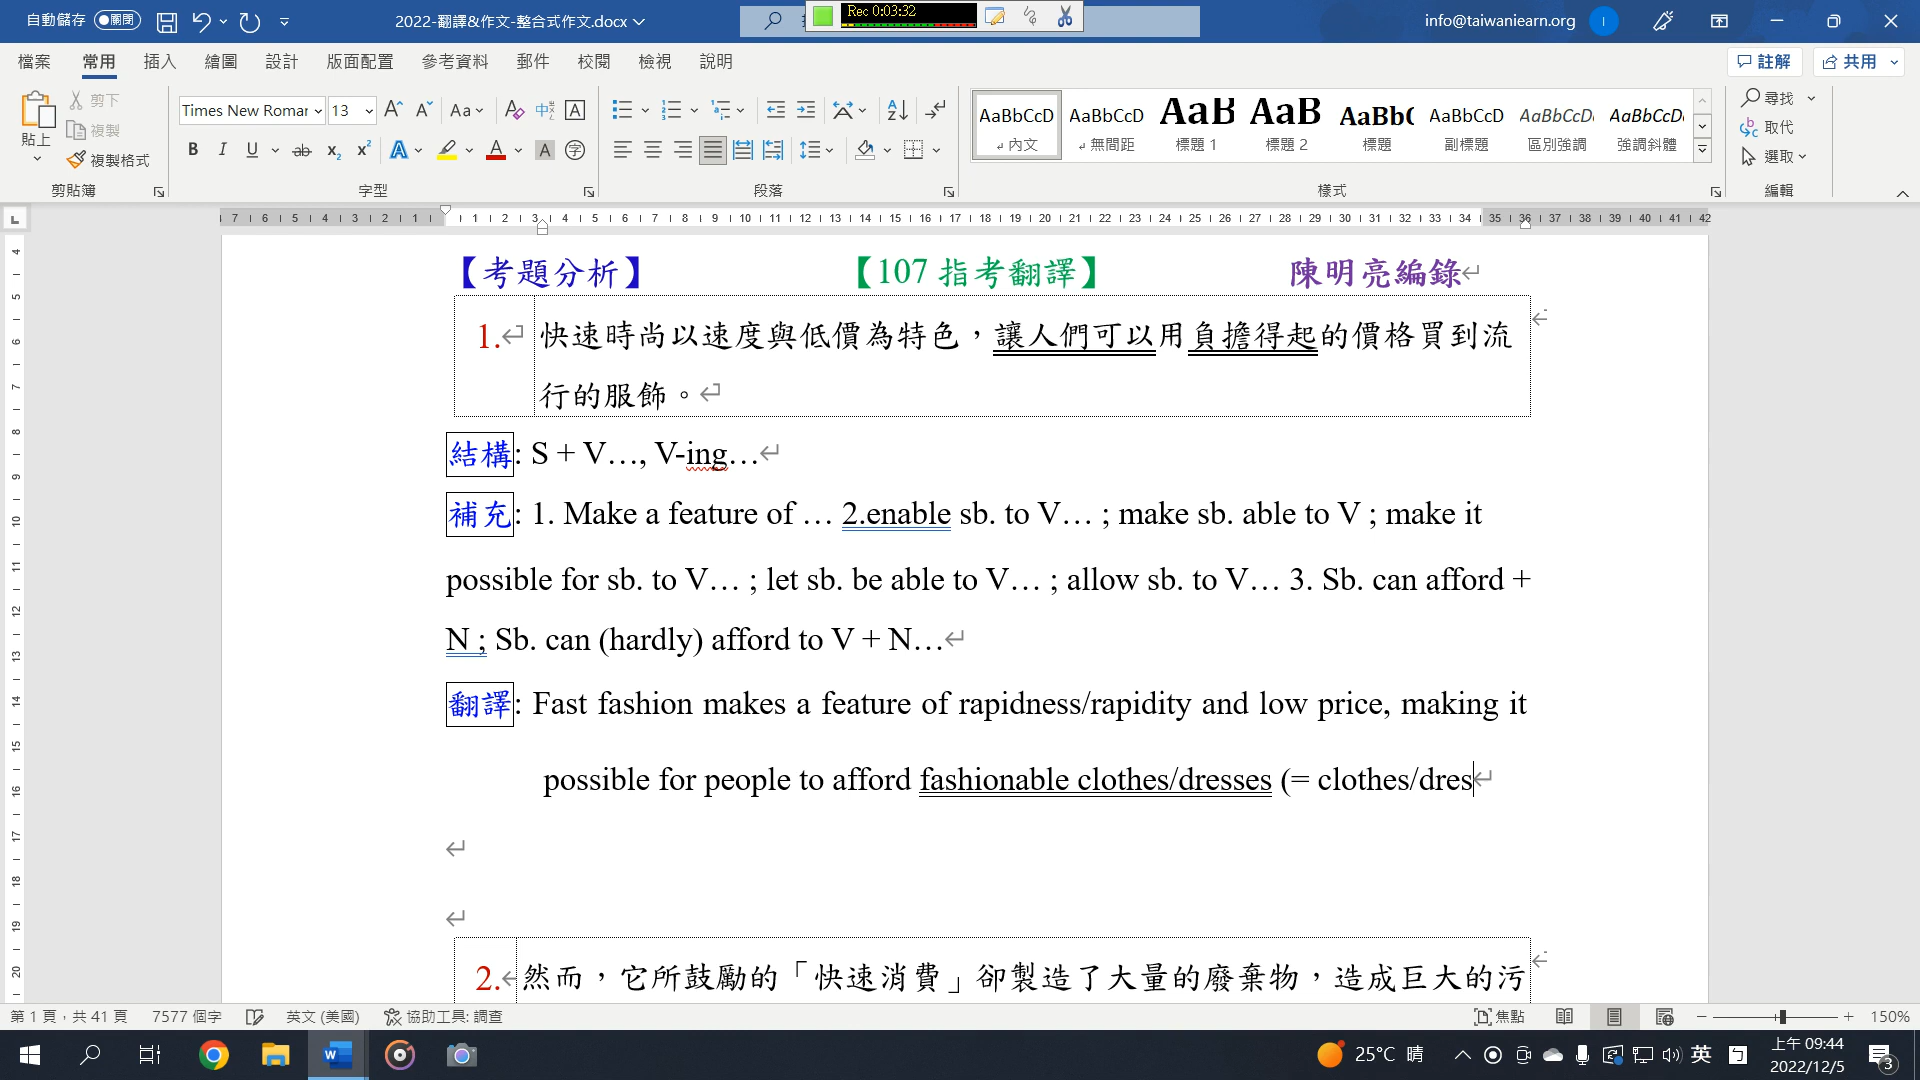 自動儲存 關閉 2022-翻譯&作文-整合式作文.docx Rec 0:03:32 info@taiwaniearn.org I
檔案 常用 插入 繪圖 設計 版面配置 參考資料 郵件 校閱 檢視 說明 註解 共用
貼上 剪下 複製 複製格式 剪貼簿
Times New Roman 13 字型
段落
AaBbCcD 內文 AaBbCcD 無間距 AaB 標題 1 AaB 標題 2 AaBb( 標題 AaBbCcD 副標題 AaBbCcD 區別強調 AaBbCcD 強調斜體 樣式
尋找 取代 選取 編輯
【考題分析】 【107 指考翻譯】 陳明亮編錄
1. 快速時尚以速度與低價為特色，讓人們可以用負擔得起的價格買到流
行的服飾。
結構: S + V…, V-ing…
補充: 1. Make a feature of … 2.enable sb. to V… ; make sb. able to V ; make it
possible for sb. to V… ; let sb. be able to V… ; allow sb. to V… 3. Sb. can afford +
N ; Sb. can (hardly) afford to V + N…
翻譯: Fast fashion makes a feature of rapidness/rapidity and low price, making it
possible for people to afford fashionable clothes/dresses (= clothes/dres
2. 然而，它所鼓勵的「快速消費」卻製造了大量的廢棄物，造成巨大的污
第 1 頁，共 41 頁 7577 個字 英文 (美國) 協助工具: 調查 焦點 150%
25°C 晴 英 上午 09:44
2022/12/5 3